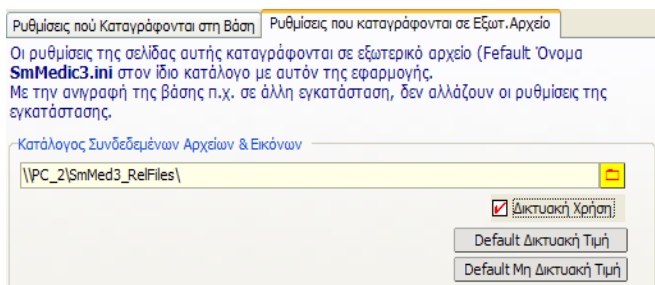 Ρυθμίσεις πού Καταγράφονται στη Βάση Ρυθμίσεις που καταγράφονται σε Εξωτ.Αρχείο
Οι ρυθμίσεις της σελίδας αυτής καταγράφονται σε εξωτερικό αρχείο (Fefault Όνομα
SmMedic3.ini στον ίδιο κατάλογο με αυτόν της εφαρμογής.
Με την ανιγραφή της βάσης π.χ. σε άλλη εγκατάσταση, δεν αλλάζουν οι ρυθμίσεις της
εγκατάστασης.
Κατάλογος Συνδεδεμένων Αρχείων & Εικόνων
\\PC_2\SmMed3_RelFiles\
Δικτυακή Χρήση
Default Δικτυακή Τιμή
Default Μη Δικτυακή Τιμή